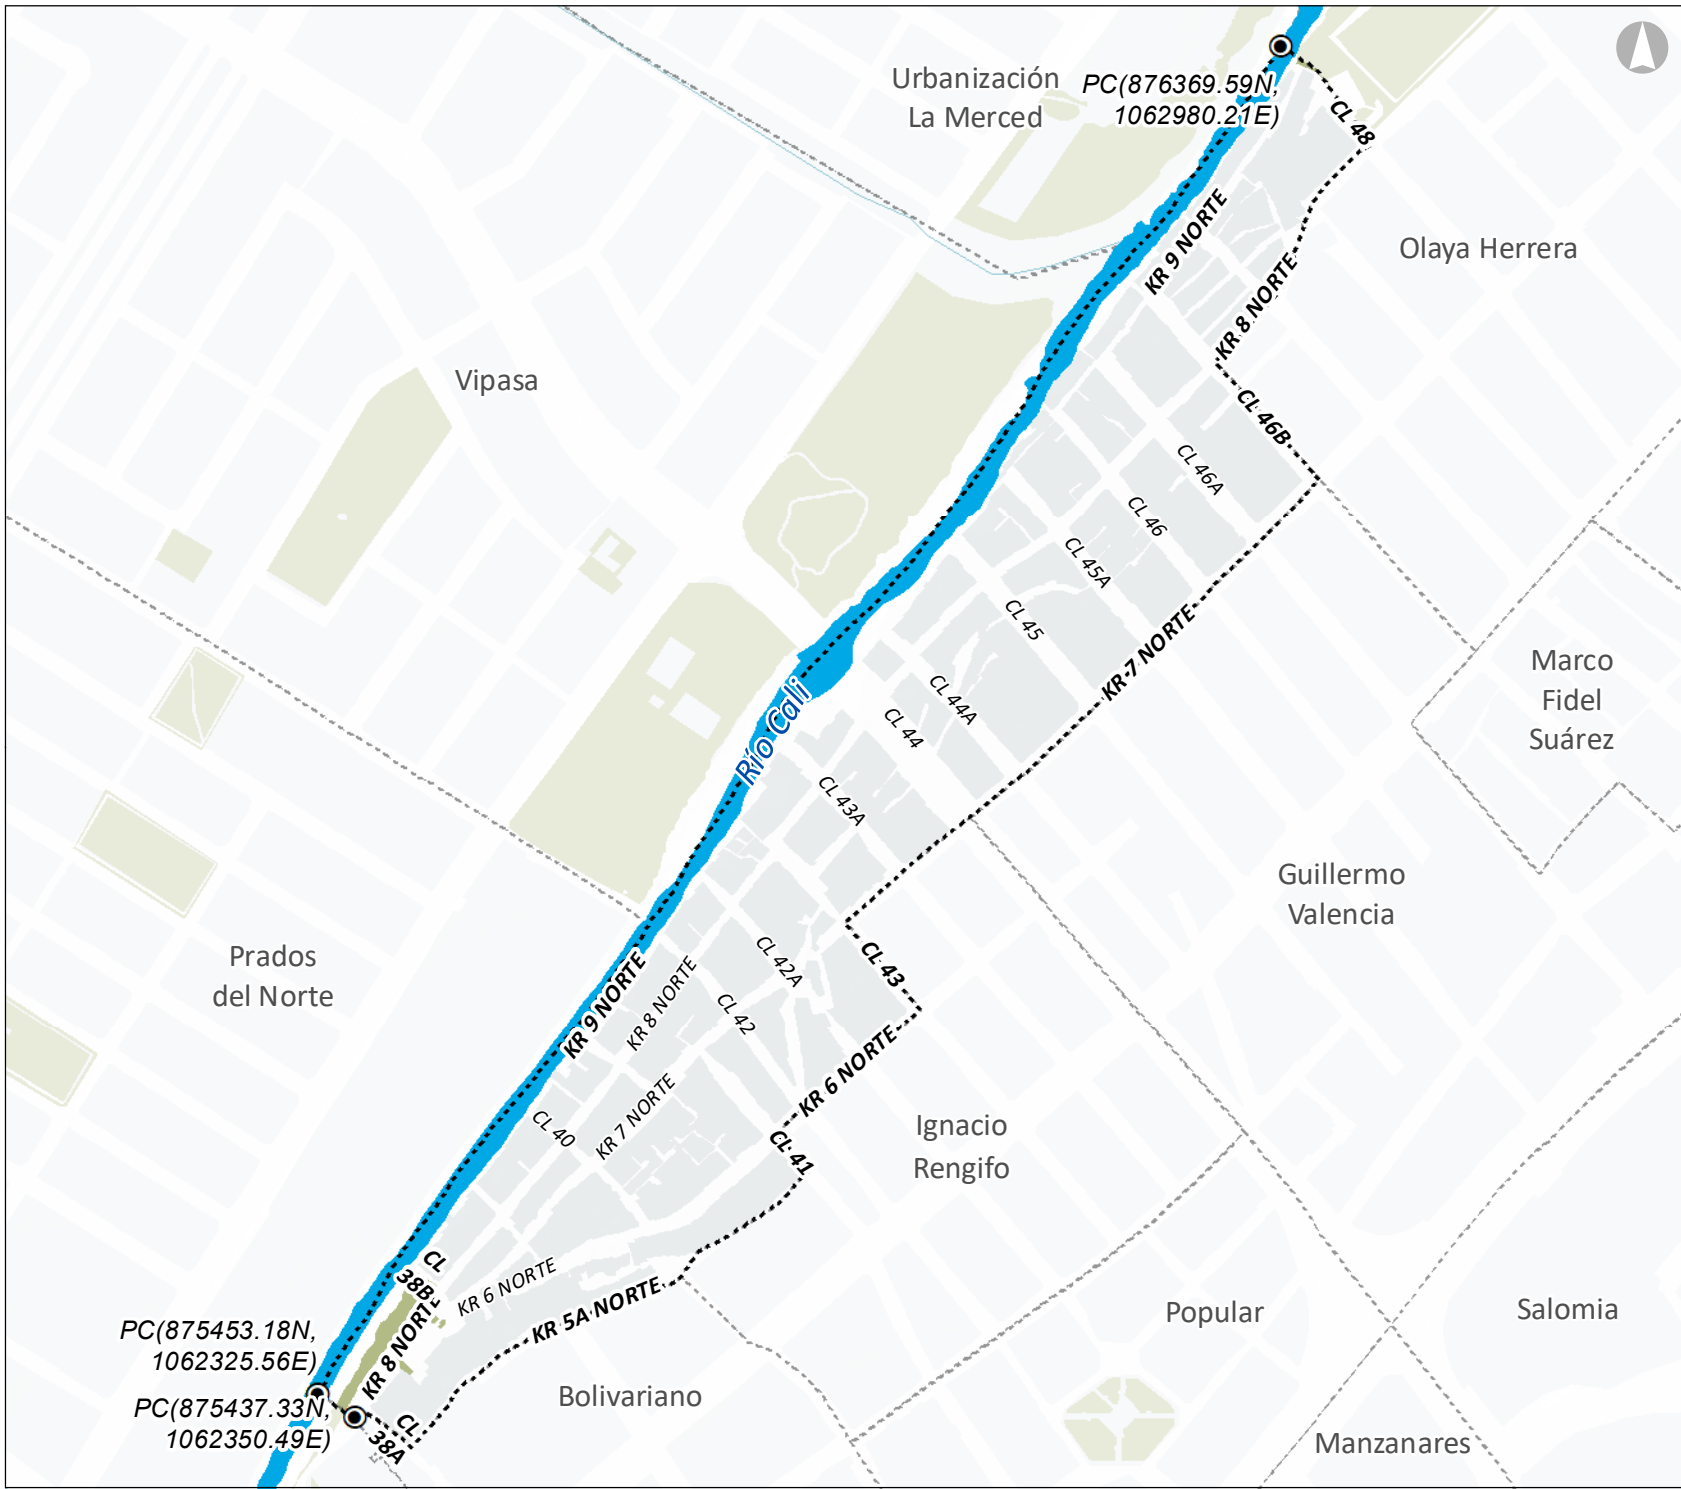 Urbanización
La Merced
PC(876369.59N,
1062980.21E)
CL 48
KR 9 NORTE
Olaya Herrera
KR 8 NORTE
Vipasa
CL 46B
CL 46A
CL 46
CL 45A
CL 45
KR 7 NORTE
Marco
Fidel
Suárez
CL 44A
CL 44
Río Cali
CL 43A
Guillermo
Valencia
Prados
del Norte
CL 43
CL 42A
KR 9 NORTE
KR 8 NORTE
CL 42
KR 6 NORTE
KR 7 NORTE
CL 40
CL 41
Ignacio
Rengifo
CL
38B
KR 6 NORTE
KR 5A NORTE
KR 8 NORTE
Popular
Salomia
PC(875453.18N,
1062325.56E)
Bolivariano
PC(875437.33N,
1062350.49E)
CL
38A
Manzanares